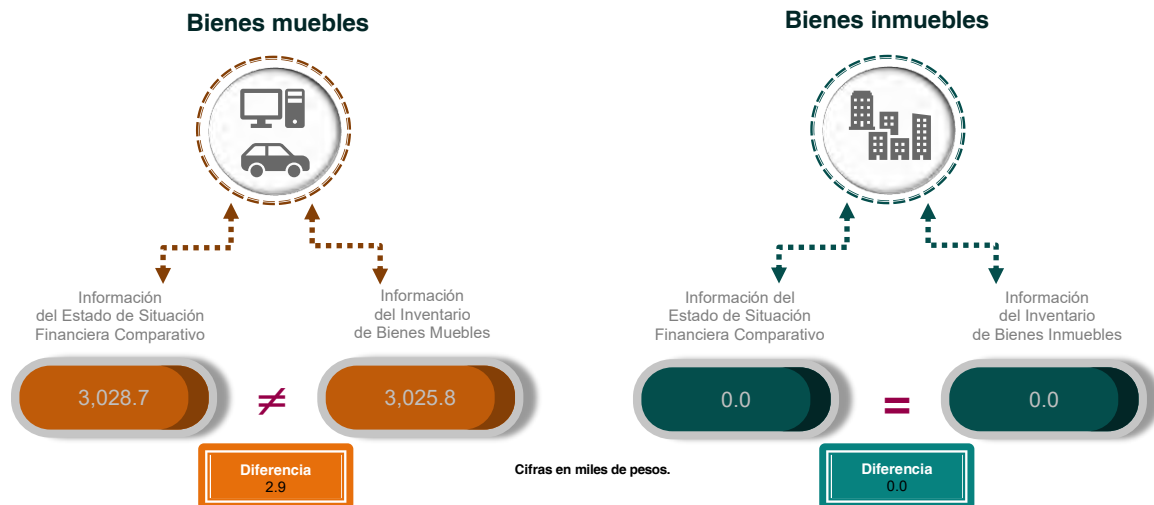 Bienes muebles
Información
del Estado de Situación
Financiera Comparativo
Información
del Inventario
de Bienes Muebles
3,028.7
≠
3,025.8
Diferencia
2.9
Cifras en miles de pesos.
Bienes inmuebles
Información del
Estado de Situación
Financiera Comparativo
Información
del Inventario
de Bienes Inmuebles
0.0
=
0.0
Diferencia
0.0